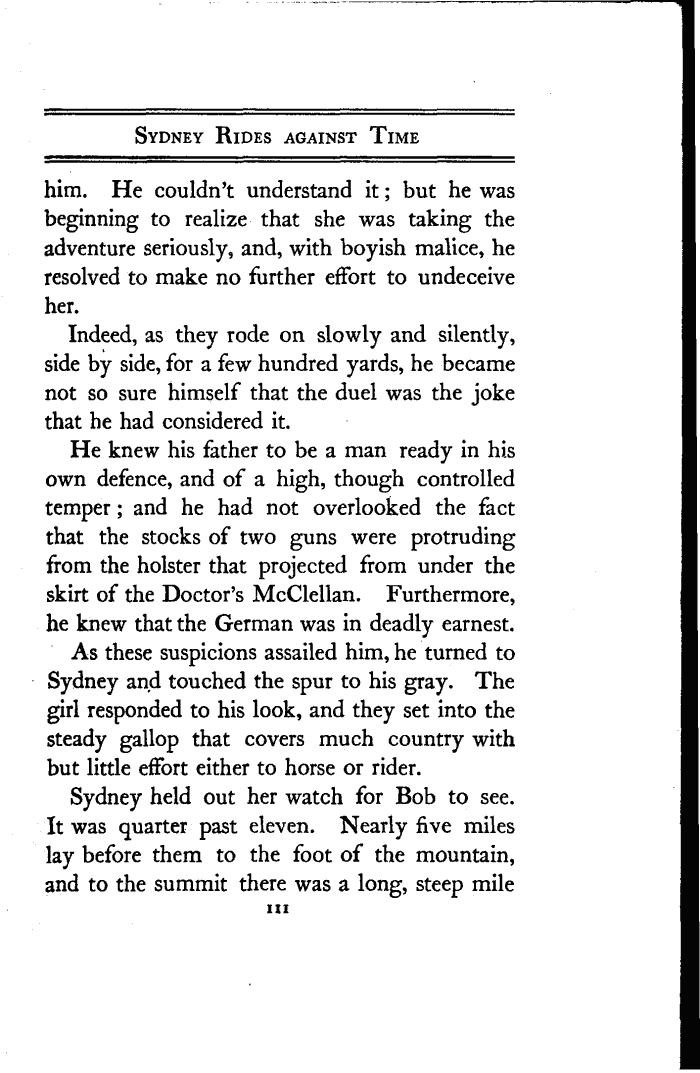 Sydney Rides against Time
him. He couldn't understand it; but he was
beginning to realize that she was taking the
adventure seriously, and, with boyish malice, he
resolved to make no further effort to undeceive
her.
Indeed, as they rode on slowly and silently,
side by side, for a few hundred yards, he became
not so sure himself that the duel was the joke
that he had considered it.
He knew his father to be a man ready in his
own defence, and of a high, though controlled
temper; and he had not overlooked the fact
that the stocks of two guns were protruding
from the holster that projected from under the
skirt of the Doctor's McClellan. Furthermore,
he knew that the German was in deadly earnest.
As these suspicions assailed him, he turned to
Sydney and touched the spur to his gray. The
girl responded to his look, and they set into the
steady gallop that covers much country with
but little effort either to horse or rider.
Sydney held out her watch for Bob to see.
It was quarter past eleven. Nearly five miles
lay before them to the foot of the mountain,
and to the summit there was a long, steep mile
111